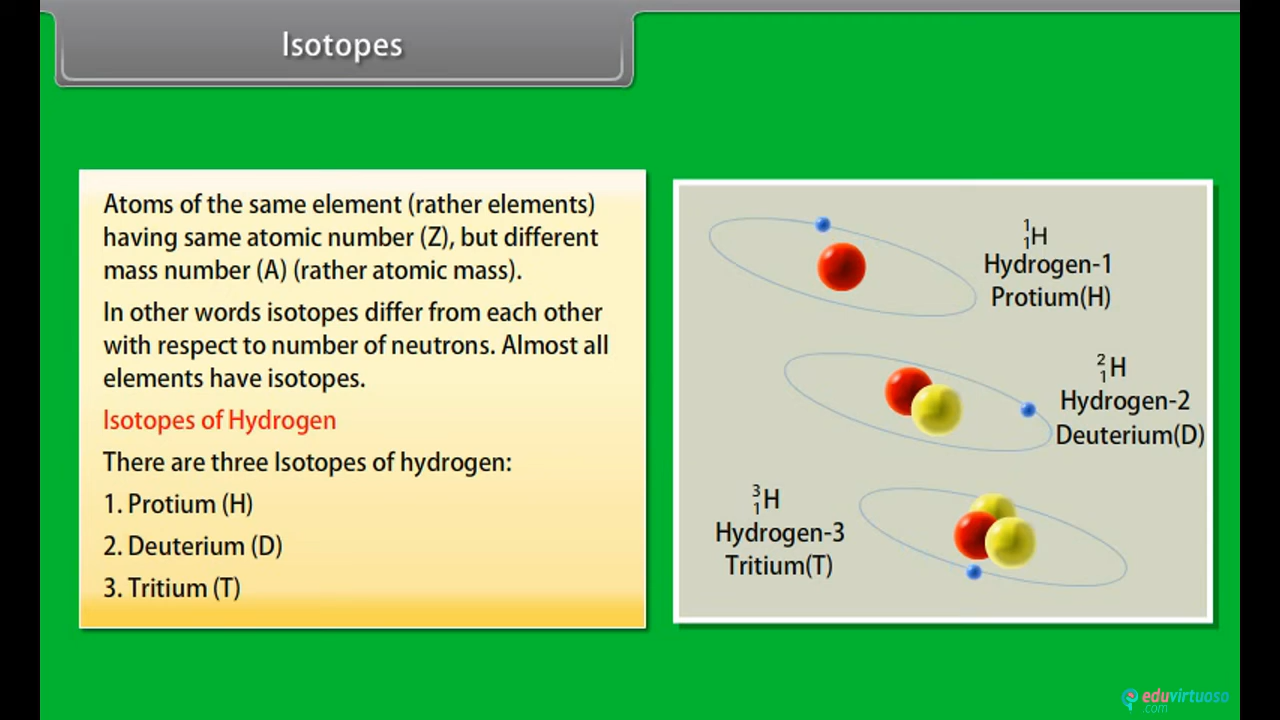 Isotopes
Atoms of the same element (rather elements)
having same atomic number (Z), but different
mass number (A) (rather atomic mass).
In other words isotopes differ from each other
with respect to number of neutrons. Almost all
elements have isotopes.
Isotopes of Hydrogen
There are three Isotopes of hydrogen:
1. Protium (H)
2. Deuterium (D)
3. Tritium (T)
¹₁H
Hydrogen-1
Protium(H)
²₁H
Hydrogen-2
Deuterium(D)
³₁H
Hydrogen-3
Tritium(T)
eduvirtuoso
.com